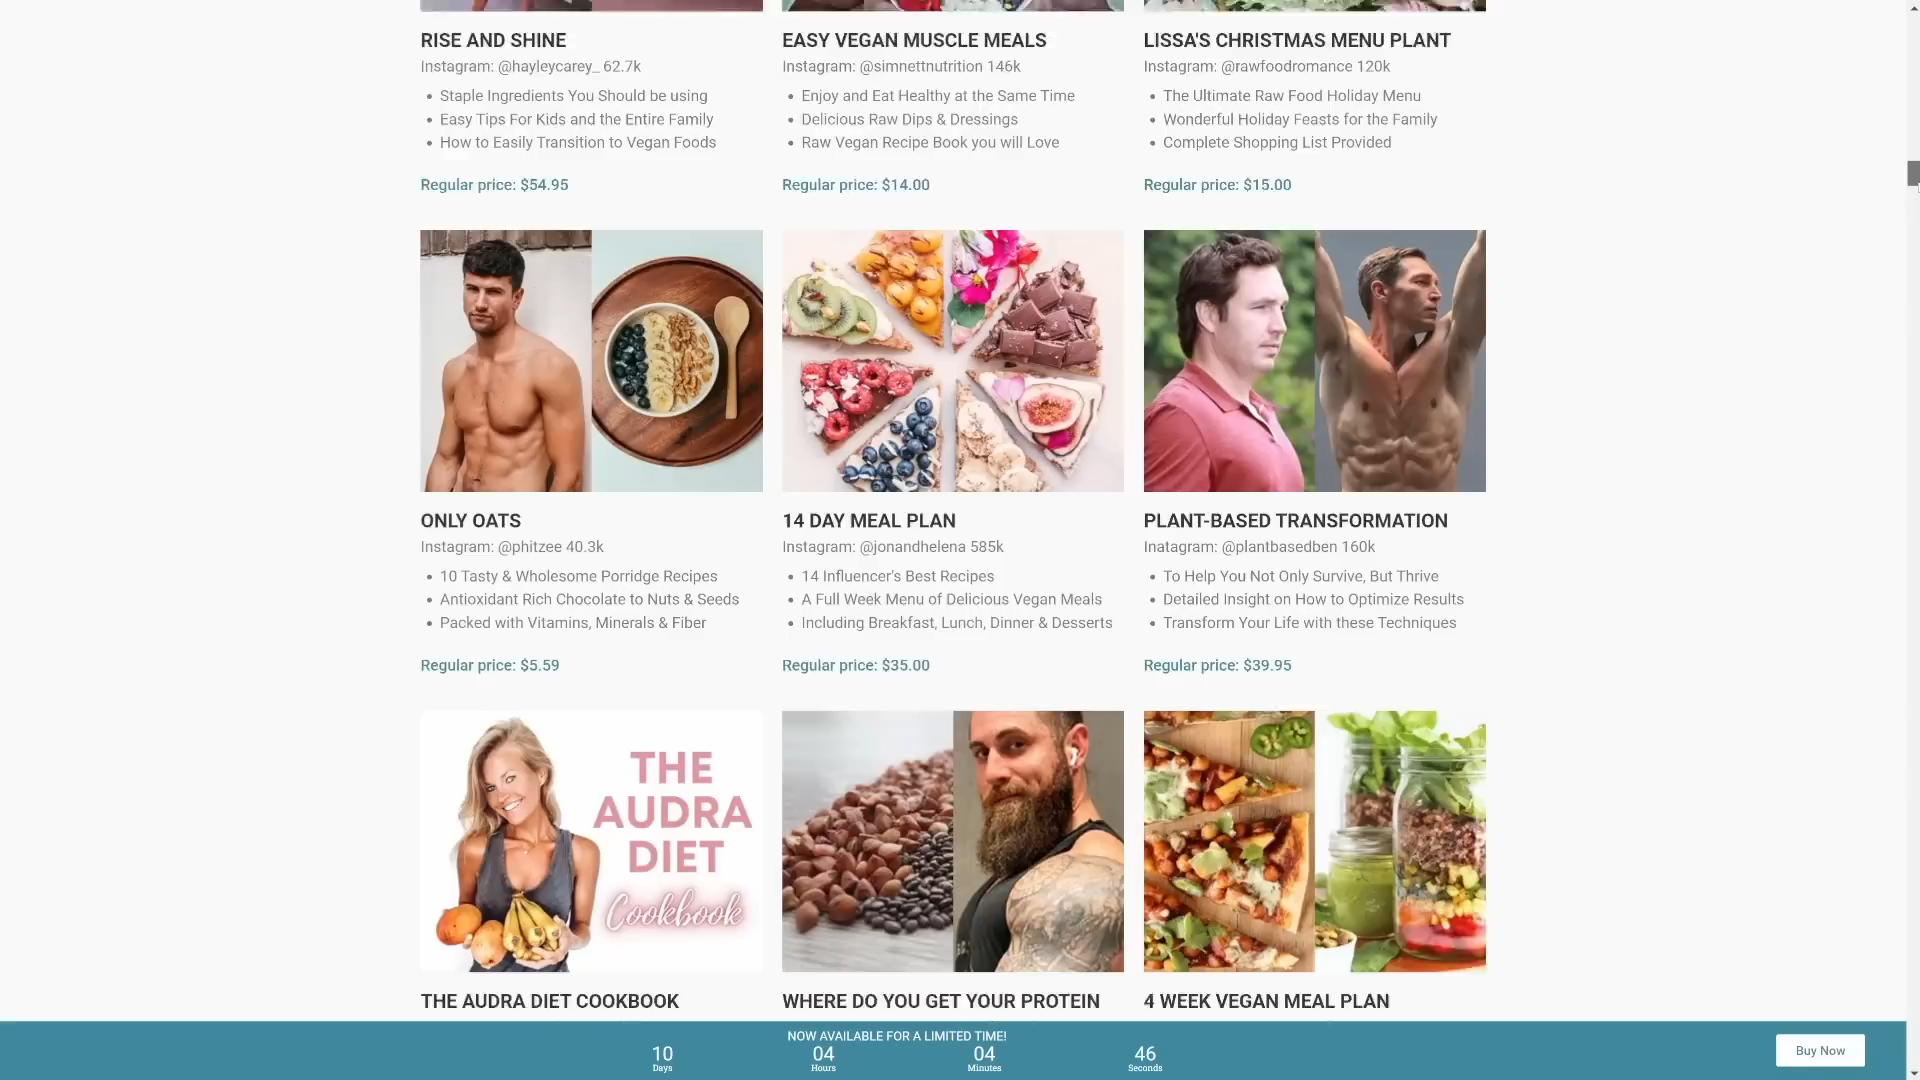 RISE AND SHINE
Instagram: @hayleycarey_ 62.7k
• Staple Ingredients You Should be using
• Easy Tips For Kids and the Entire Family
• How to Easily Transition to Vegan Foods
Regular price: $54.95
EASY VEGAN MUSCLE MEALS
Instagram: @simnettnutrition 146k
• Enjoy and Eat Healthy at the Same Time
• Delicious Raw Dips & Dressings
• Raw Vegan Recipe Book you will Love
Regular price: $14.00
LISSA'S CHRISTMAS MENU PLANT
Instagram: @rawfoodromance 120k
• The Ultimate Raw Food Holiday Menu
• Wonderful Holiday Feasts for the Family
• Complete Shopping List Provided
Regular price: $15.00
ONLY OATS
Instagram: @phitzee 40.3k
• 10 Tasty & Wholesome Porridge Recipes
• Antioxidant Rich Chocolate to Nuts & Seeds
• Packed with Vitamins, Minerals & Fiber
Regular price: $5.59
14 DAY MEAL PLAN
Instagram: @jonandhelena 585k
• 14 Influencer's Best Recipes
• A Full Week Menu of Delicious Vegan Meals
• Including Breakfast, Lunch, Dinner & Desserts
Regular price: $35.00
PLANT-BASED TRANSFORMATION
Inatagram: @plantbasedben 160k
• To Help You Not Only Survive, But Thrive
• Detailed Insight on How to Optimize Results
• Transform Your Life with these Techniques
Regular price: $39.95
THE
AUDRA
DIET
Cookbook
THE AUDRA DIET COOKBOOK
WHERE DO YOU GET YOUR PROTEIN
4 WEEK VEGAN MEAL PLAN
NOW AVAILABLE FOR A LIMITED TIME!
10 04 04 46
Days Hours Minutes Seconds
Buy Now